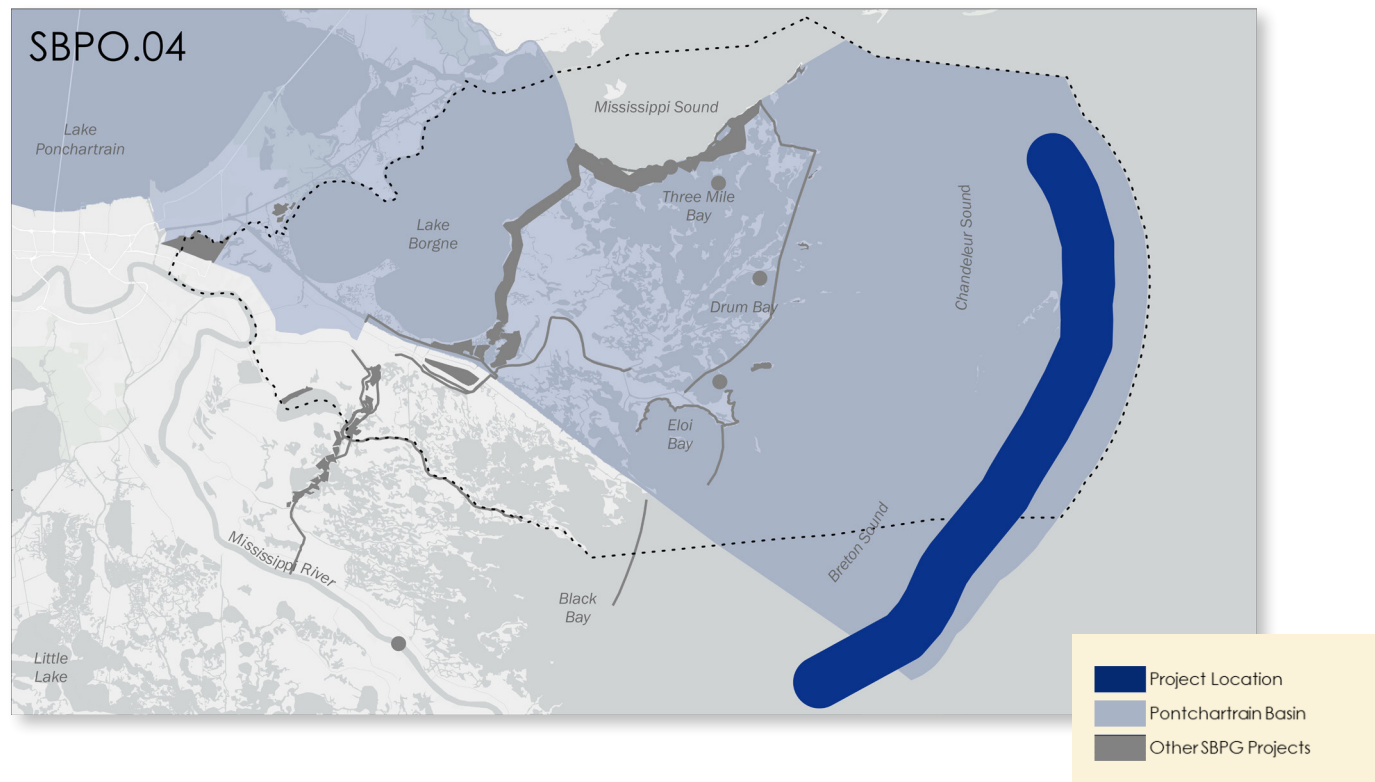 SBPO.04
Mississippi Sound
Lake
Ponchartrain
Three Mile
Bay
Chandeleur Sound
Lake
Borgne
Drum Bay
Eloi
Bay
Breton Sound
Mississippi River
Black
Bay
Little
Lake
Project Location
Pontchartrain Basin
Other SBPG Projects